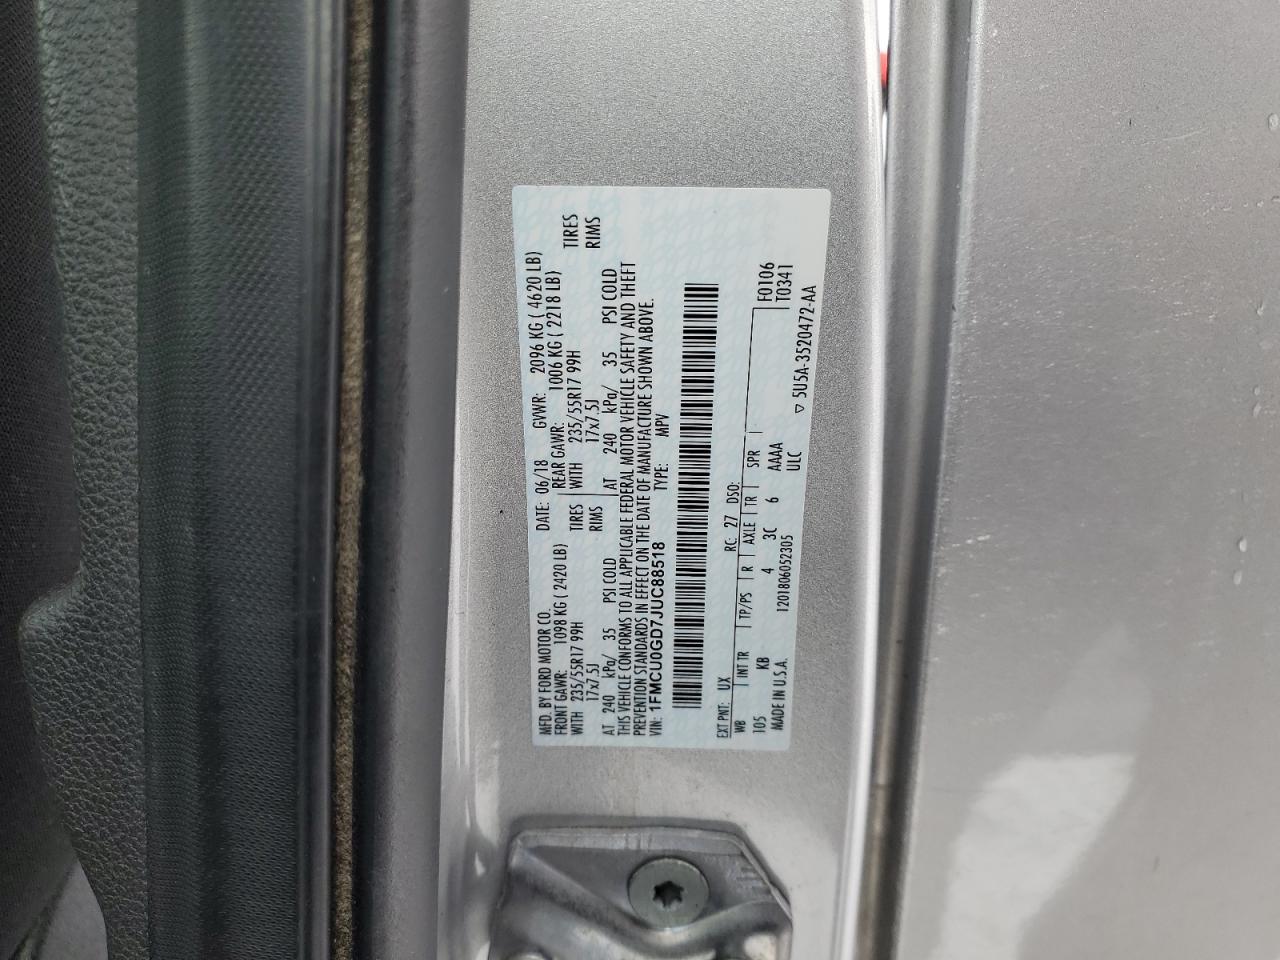 MFD. BY FORD MOTOR CO.
DATE: 06/18 GVWR: 2096 KG ( 4620 LB)
FRONT GAWR: 1098 KG ( 2420 LB) REAR GAWR: 1006 KG ( 2218 LB)
WITH 235/55R17 99H TIRES WITH 235/55R17 99H TIRES
17x7.5J RIMS 17x7.5J RIMS
AT 240 kPa/ 35 PSI COLD AT 240 kPa/ 35 PSI COLD
THIS VEHICLE CONFORMS TO ALL APPLICABLE FEDERAL MOTOR VEHICLE SAFETY AND THEFT
PREVENTION STANDARDS IN EFFECT ON THE DATE OF MANUFACTURE SHOWN ABOVE.
VIN: 1FMCU0GD7JUC88518 TYPE: MPV
EXT PNT: UX RC: 27 DSO: F0106
WB INT TR TP/PS R AXLE TR SPR T0341
105 KB 4 3C 6 AAAA
MADE IN U.S.A. 1201806052305 ULC
5U5A-3520472-AA